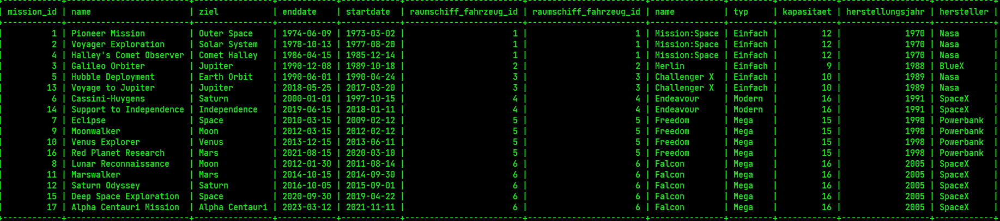 | mission_id | name | ziel | enddate | startdate | raumschiff_fahrzeug_id | raumschiff_fahrzeug_id | name | typ | kapasitaet | herstellungsjahr | hersteller |
| 1 | Pioneer Mission | Outer Space | 1974-06-09 | 1973-03-02 | 1 | 1 | Mission:Space | Einfach | 12 | 1970 | Nasa |
| 2 | Voyager Exploration | Solar System | 1978-10-13 | 1977-08-20 | 1 | 1 | Mission:Space | Einfach | 12 | 1970 | Nasa |
| 4 | Halley's Comet Observer | Comet Halley | 1986-04-15 | 1985-12-14 | 1 | 1 | Mission:Space | Einfach | 12 | 1970 | Nasa |
| 3 | Galileo Orbiter | Jupiter | 1990-12-08 | 1989-10-18 | 2 | 2 | Merlin | Einfach | 9 | 1988 | BlueX |
| 5 | Hubble Deployment | Earth Orbit | 1990-06-01 | 1990-04-24 | 3 | 3 | Challenger X | Einfach | 10 | 1989 | Nasa |
| 13 | Voyage to Jupiter | Jupiter | 2018-05-25 | 2017-03-20 | 3 | 3 | Challenger X | Einfach | 10 | 1989 | Nasa |
| 6 | Cassini-Huygens | Saturn | 2000-01-01 | 1997-10-15 | 4 | 4 | Endeavour | Modern | 16 | 1991 | SpaceX |
| 14 | Support to Independence | Independence | 2019-06-15 | 2018-01-11 | 4 | 4 | Endeavour | Modern | 16 | 1991 | SpaceX |
| 7 | Eclipse | Space | 2010-03-15 | 2009-02-12 | 5 | 5 | Freedom | Mega | 15 | 1998 | Powerbank |
| 9 | Moonwalker | Moon | 2012-03-15 | 2012-02-12 | 5 | 5 | Freedom | Mega | 15 | 1998 | Powerbank |
| 10 | Venus Explorer | Venus | 2013-12-15 | 2013-06-11 | 5 | 5 | Freedom | Mega | 15 | 1998 | Powerbank |
| 16 | Red Planet Research | Mars | 2021-08-15 | 2020-03-10 | 5 | 5 | Freedom | Mega | 15 | 1998 | Powerbank |
| 8 | Lunar Reconnaissance | Moon | 2012-01-30 | 2011-08-14 | 6 | 6 | Falcon | Mega | 16 | 2005 | SpaceX |
| 11 | Marswalker | Mars | 2014-10-15 | 2014-09-30 | 6 | 6 | Falcon | Mega | 16 | 2005 | SpaceX |
| 12 | Saturn Odyssey | Saturn | 2016-10-05 | 2015-09-01 | 6 | 6 | Falcon | Mega | 16 | 2005 | SpaceX |
| 15 | Deep Space Exploration | Space | 2020-09-30 | 2019-04-22 | 6 | 6 | Falcon | Mega | 16 | 2005 | SpaceX |
| 17 | Alpha Centauri Mission | Alpha Centauri | 2023-03-12 | 2021-11-11 | 6 | 6 | Falcon | Mega | 16 | 2005 | SpaceX |